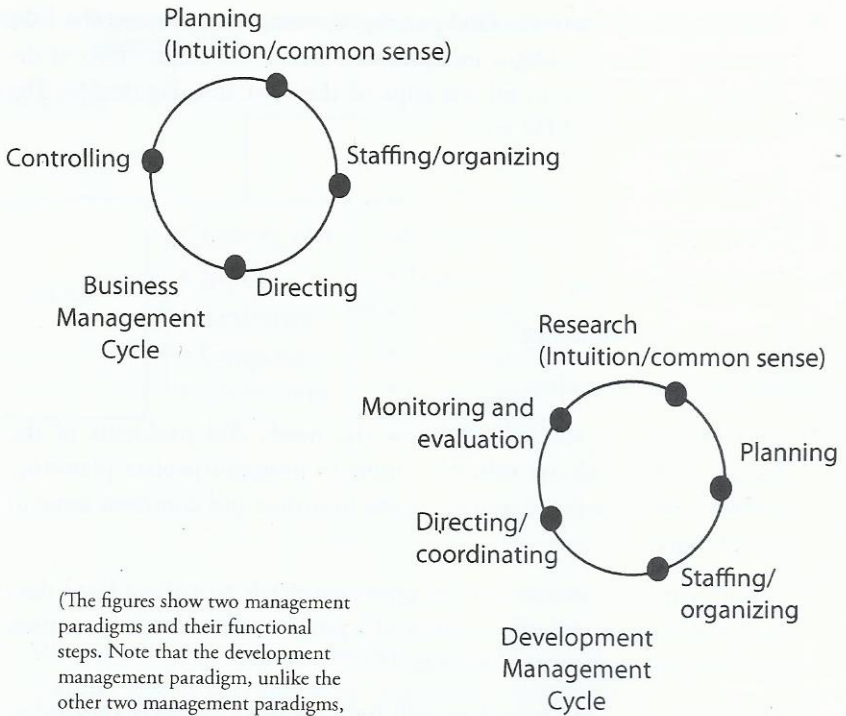 Planning
(Intuition/common sense)
Controlling
Staffing/organizing
Business
Management
Cycle
Directing
Research
(Intuition/common sense)
Monitoring and
evaluation
Planning
Directing/
coordinating
Staffing/
organizing
Development
Management
Cycle
(The figures show two management
paradigms and their functional
steps. Note that the development
management paradigm, unlike the
other two management paradigms,